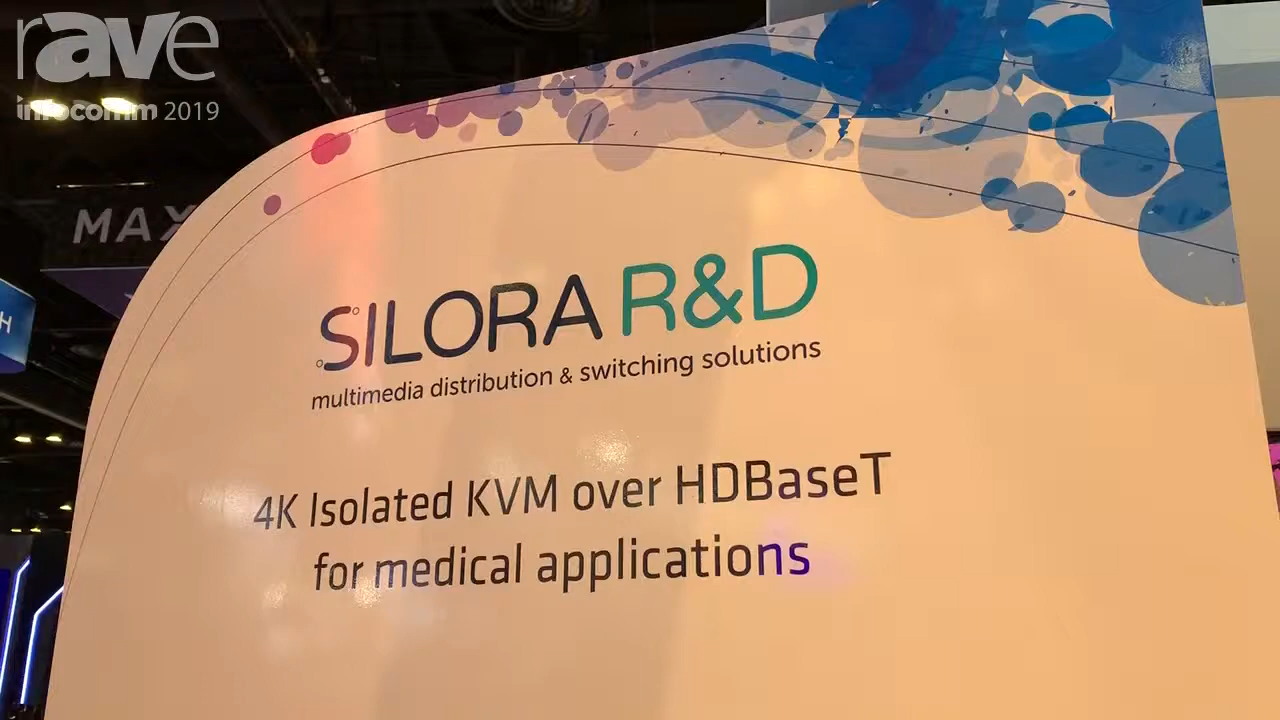 rAVe
infocomm 2019
MAX
H
SILORA R&D
multimedia distribution & switching solutions
4K Isolated KVM over HDBaseT
for medical applications